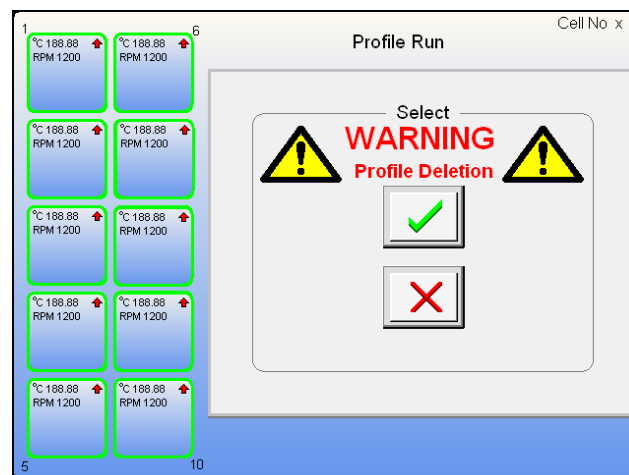 Cell No x
Profile Run
1
6
°C 188.88
RPM 1200
°C 188.88
RPM 1200
°C 188.88
RPM 1200
°C 188.88
RPM 1200
°C 188.88
RPM 1200
°C 188.88
RPM 1200
°C 188.88
RPM 1200
°C 188.88
RPM 1200
°C 188.88
RPM 1200
°C 188.88
RPM 1200
5
10
Select
WARNING
Profile Deletion